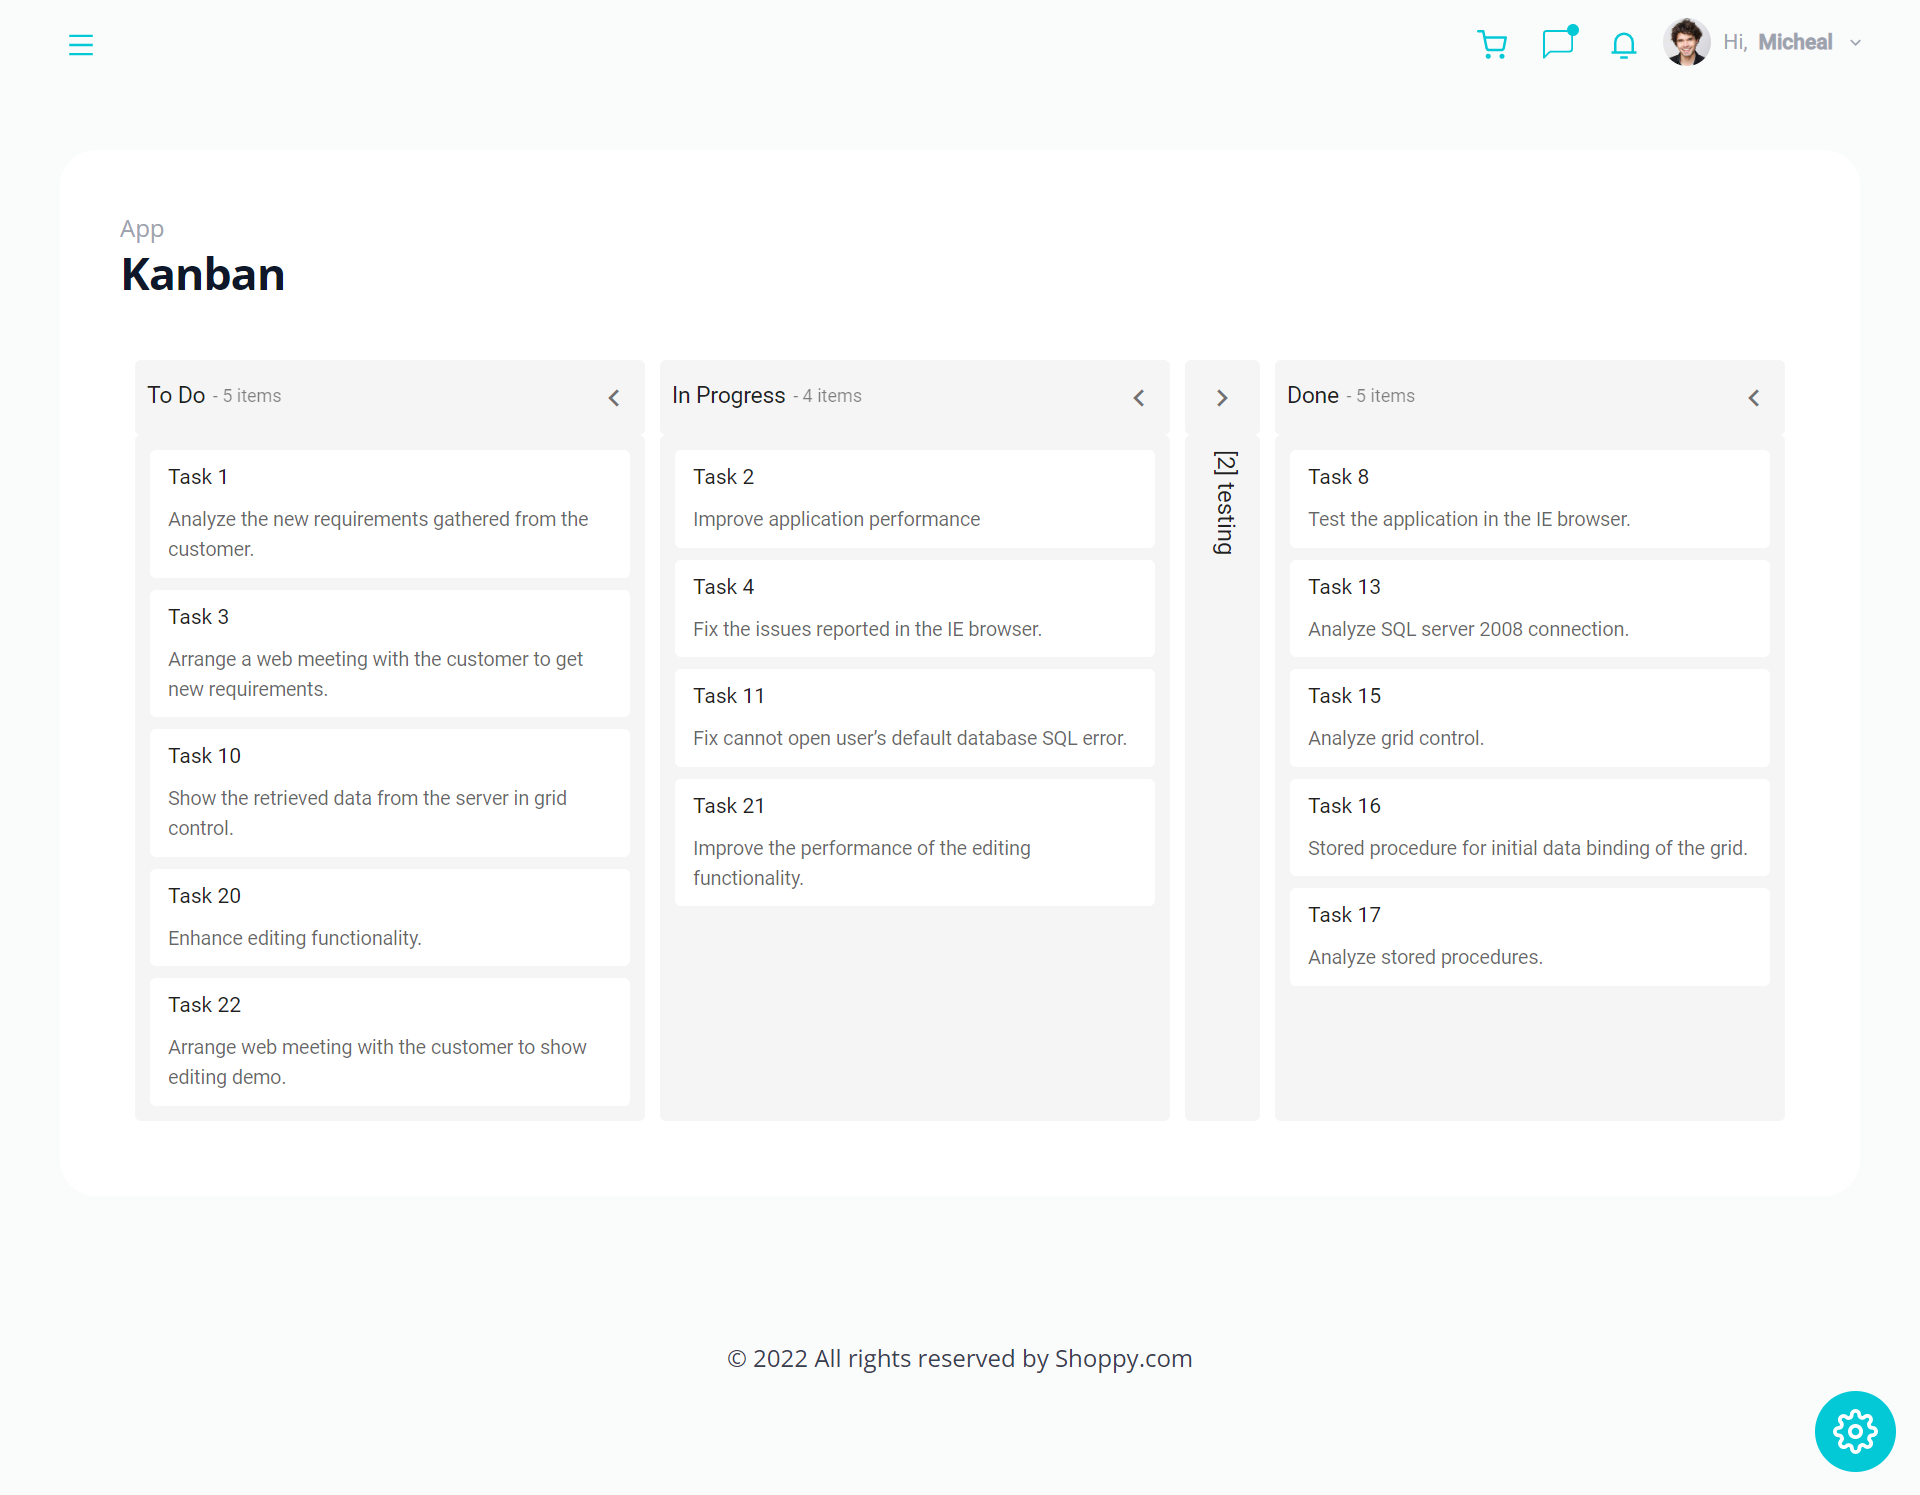 Hi, Micheal
App
Kanban
To Do - 5 items
Task 1
Analyze the new requirements gathered from the
customer.
Task 3
Arrange a web meeting with the customer to get
new requirements.
Task 10
Show the retrieved data from the server in grid
control.
Task 20
Enhance editing functionality.
Task 22
Arrange web meeting with the customer to show
editing demo.
In Progress - 4 items
Task 2
Improve application performance
Task 4
Fix the issues reported in the IE browser.
Task 11
Fix cannot open user’s default database SQL error.
Task 21
Improve the performance of the editing
functionality.
[2] testing
Done - 5 items
Task 8
Test the application in the IE browser.
Task 13
Analyze SQL server 2008 connection.
Task 15
Analyze grid control.
Task 16
Stored procedure for initial data binding of the grid.
Task 17
Analyze stored procedures.
© 2022 All rights reserved by Shoppy.com